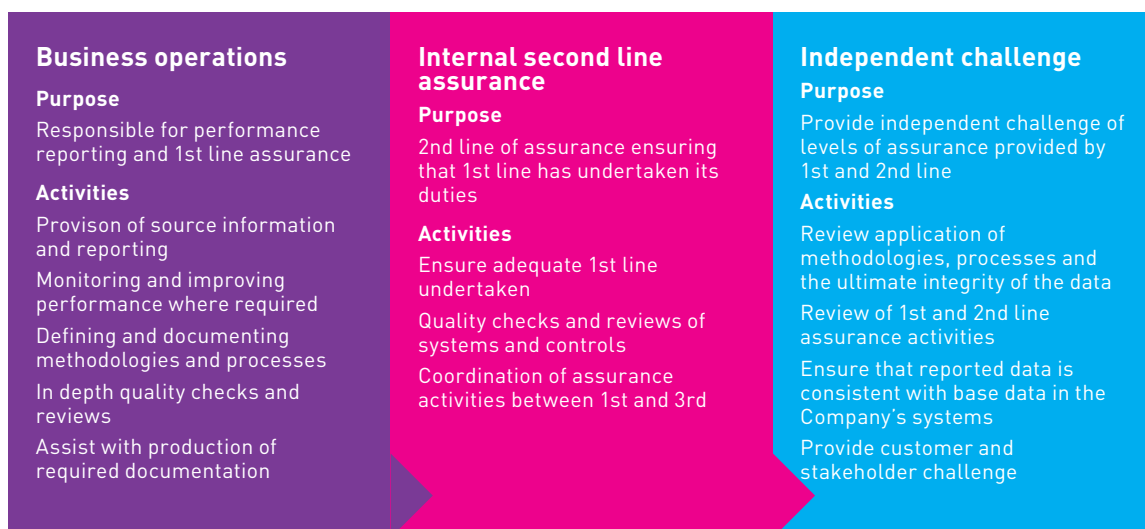 Business operations
Purpose
Responsible for performance
reporting and 1st line assurance
Activities
Provison of source information
and reporting
Monitoring and improving
performance where required
Defining and documenting
methodologies and processes
In depth quality checks and
reviews
Assist with production of
required documentation
Internal second line
assurance
Purpose
2nd line of assurance ensuring
that 1st line has undertaken its
duties
Activities
Ensure adequate 1st line
undertaken
Quality checks and reviews of
systems and controls
Coordination of assurance
activities between 1st and 3rd
Independent challenge
Purpose
Provide independent challenge of
levels of assurance provided by
1st and 2nd line
Activities
Review application of
methodologies, processes and
the ultimate integrity of the data
Review of 1st and 2nd line
assurance activities
Ensure that reported data is
consistent with base data in the
Company’s systems
Provide customer and
stakeholder challenge